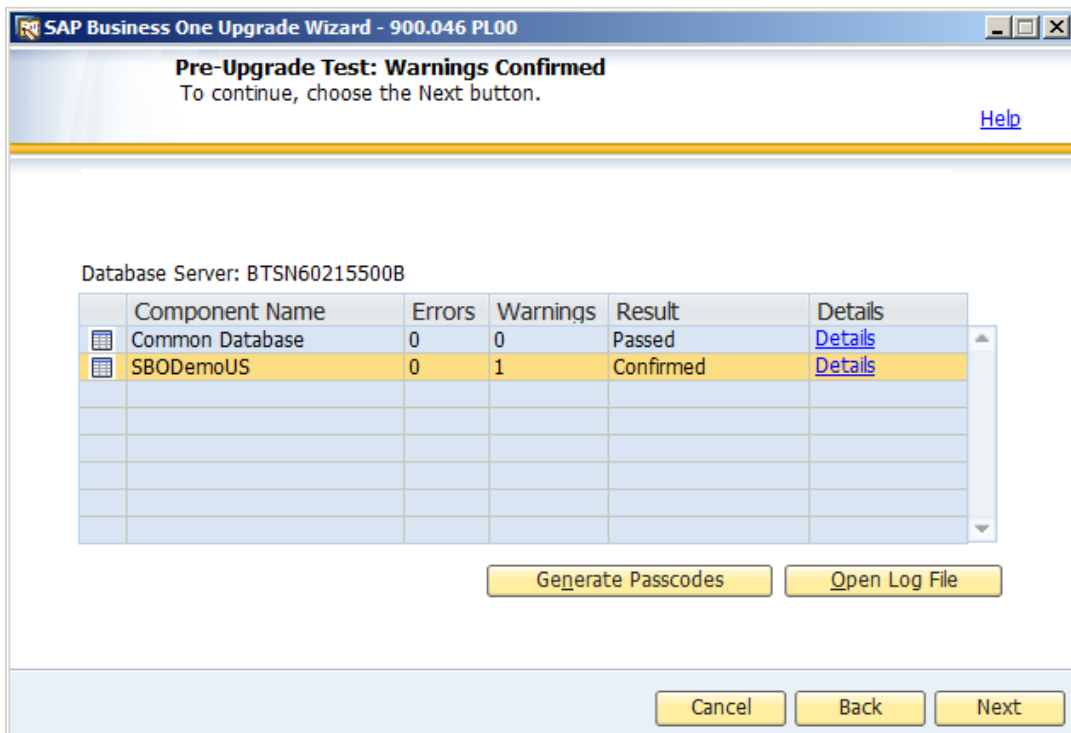 SAP Business One Upgrade Wizard - 900.046 PL00
Pre-Upgrade Test: Warnings Confirmed
To continue, choose the Next button.
Help
Database Server: BTSN60215500B
Component Name Errors Warnings Result Details
Common Database 0 0 Passed Details
SBODemoUS 0 1 Confirmed Details
Generate Passcodes Open Log File
Cancel Back Next